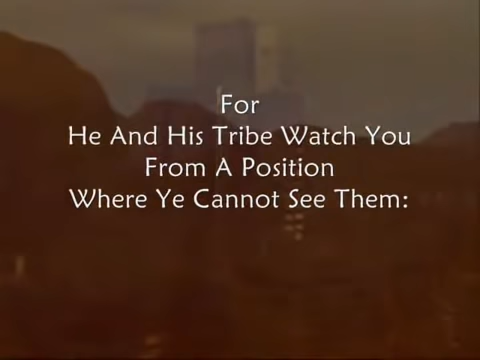 For
He And His Tribe Watch You
From A Position
Where Ye Cannot See Them: